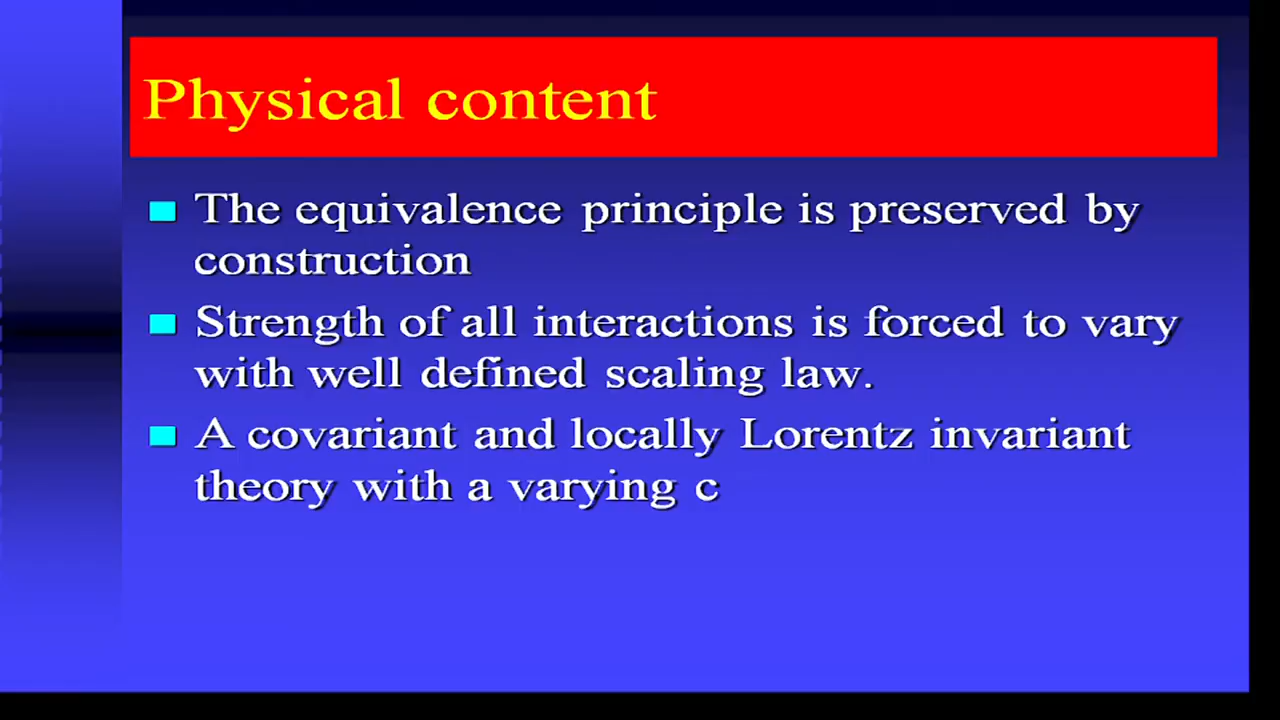 Physical content
The equivalence principle is preserved by
construction
Strength of all interactions is forced to vary
with well defined scaling law.
A covariant and locally Lorentz invariant
theory with a varying c